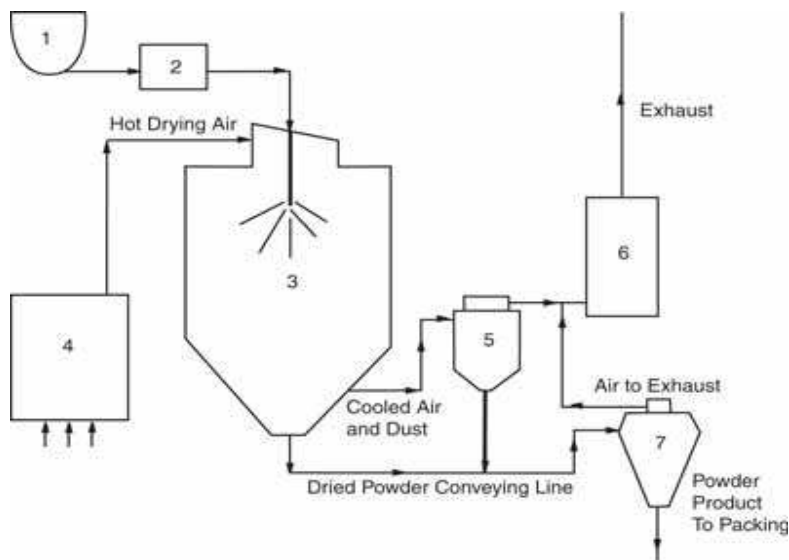 1
2
Hot Drying Air
Exhaust
3
6
4
5
Cooled Air
and Dust
Air to Exhaust
7
Dried Powder Conveying Line
Powder
Product
To Packing